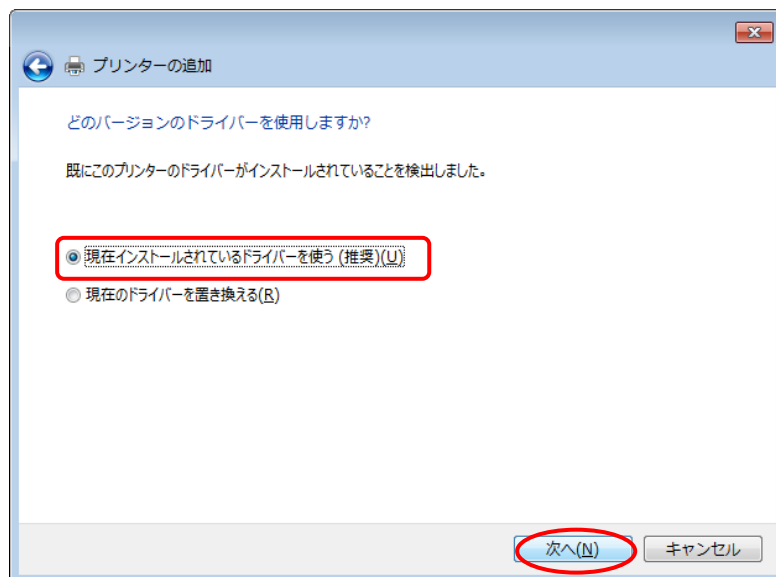 プリンターの追加
どのバージョンのドライバーを使用しますか?
既にこのプリンターのドライバーがインストールされていることを検出しました。
現在インストールされているドライバーを使う (推奨)(U)
現在のドライバーを置き換える(R)
次へ(N)
キャンセル